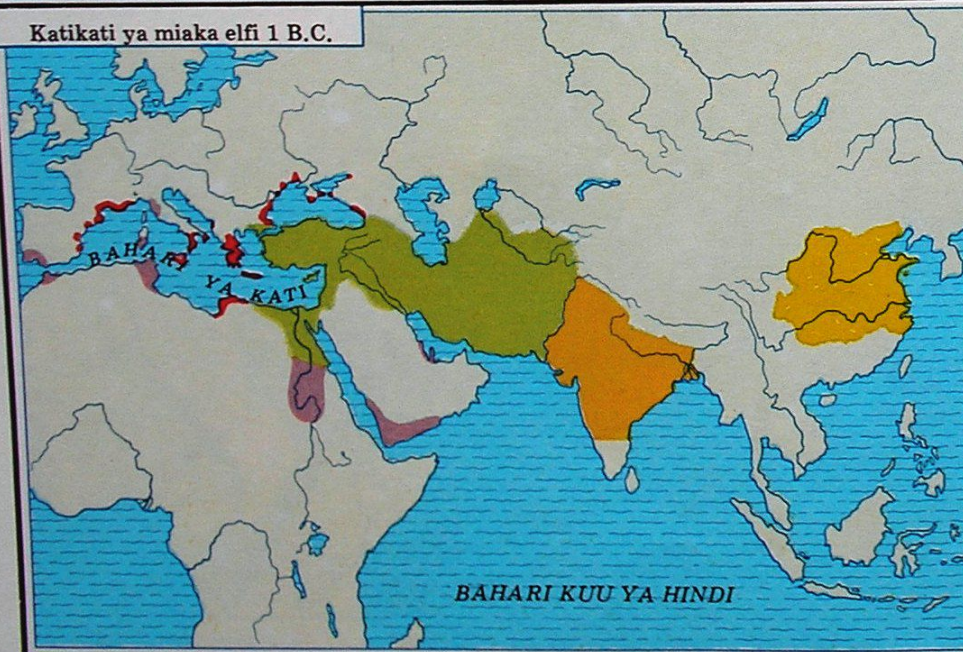 Katikati ya miaka elfi 1 B.C.
BAHARI YA KATI
BAHARI KUU YA HINDI